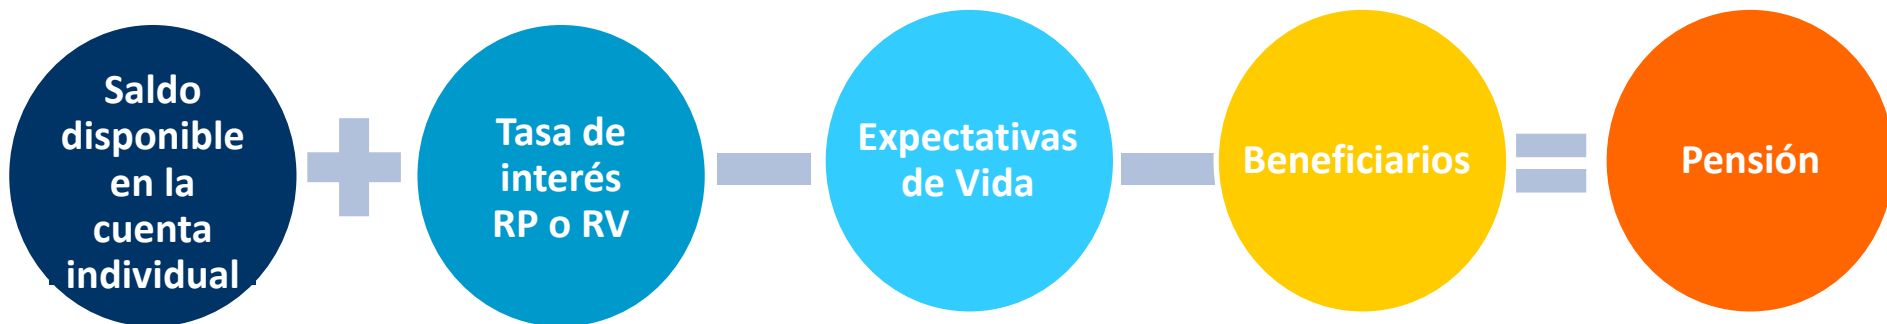 Saldo
disponible
en la
cuenta
individual
Tasa de
interés
RP o RV
Expectativas
de Vida
Beneficiarios
Pensión